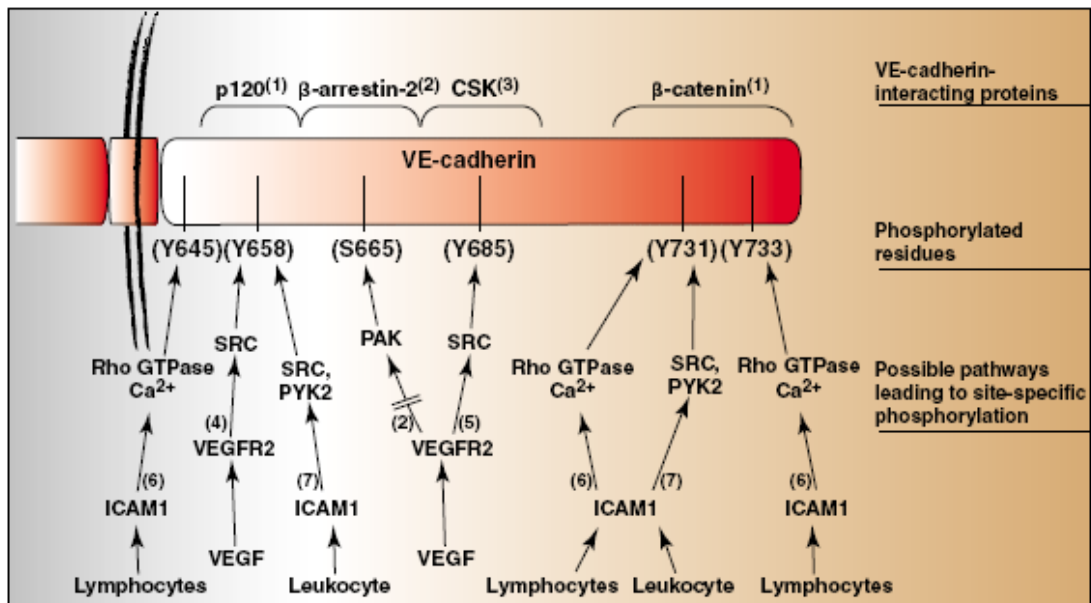 p120(1) β-arrestin-2(2) CSK(3) β-catenin(1)
VE-cadherin-
interacting proteins
VE-cadherin
(Y645) (Y658) (S665) (Y685) (Y731) (Y733)
Phosphorylated
residues
PAK
SRC
SRC
Rho GTPase
Ca2+
SRC,
PYK2
Rho GTPase
Ca2+
SRC,
PYK2
Rho GTPase
Ca2+
Possible pathways
leading to site-specific
phosphorylation
(4)
(2)
(5)
VEGFR2
VEGFR2
(6)
(7)
(6)
(7)
(6)
ICAM1
ICAM1
ICAM1
ICAM1
VEGF
VEGF
Lymphocytes
Leukocyte
Lymphocytes
Leukocyte
Lymphocytes